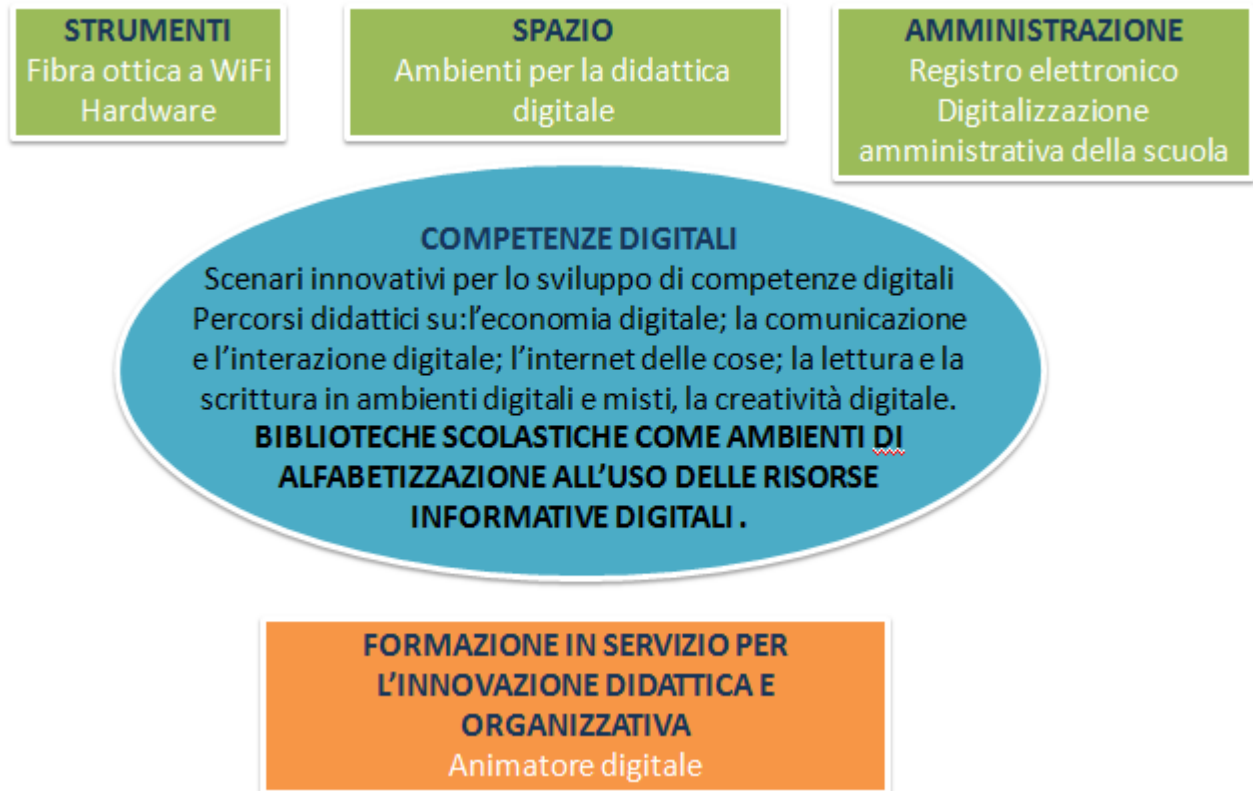 STRUMENTI
Fibra ottica a WiFi
Hardware
SPAZIO
Ambienti per la didattica
digitale
AMMINISTRAZIONE
Registro elettronico
Digitalizzazione
amministrativa della scuola
COMPETENZE DIGITALI
Scenari innovativi per lo sviluppo di competenze digitali
Percorsi didattici su:l’economia digitale; la comunicazione
e l’interazione digitale; l’internet delle cose; la lettura e la
scrittura in ambienti digitali e misti, la creatività digitale.
BIBLIOTECHE SCOLASTICHE COME AMBIENTI DI
ALFABETIZZAZIONE ALL’USO DELLE RISORSE
INFORMATIVE DIGITALI .
FORMAZIONE IN SERVIZIO PER
L’INNOVAZIONE DIDATTICA E
ORGANIZZATIVA
Animatore digitale